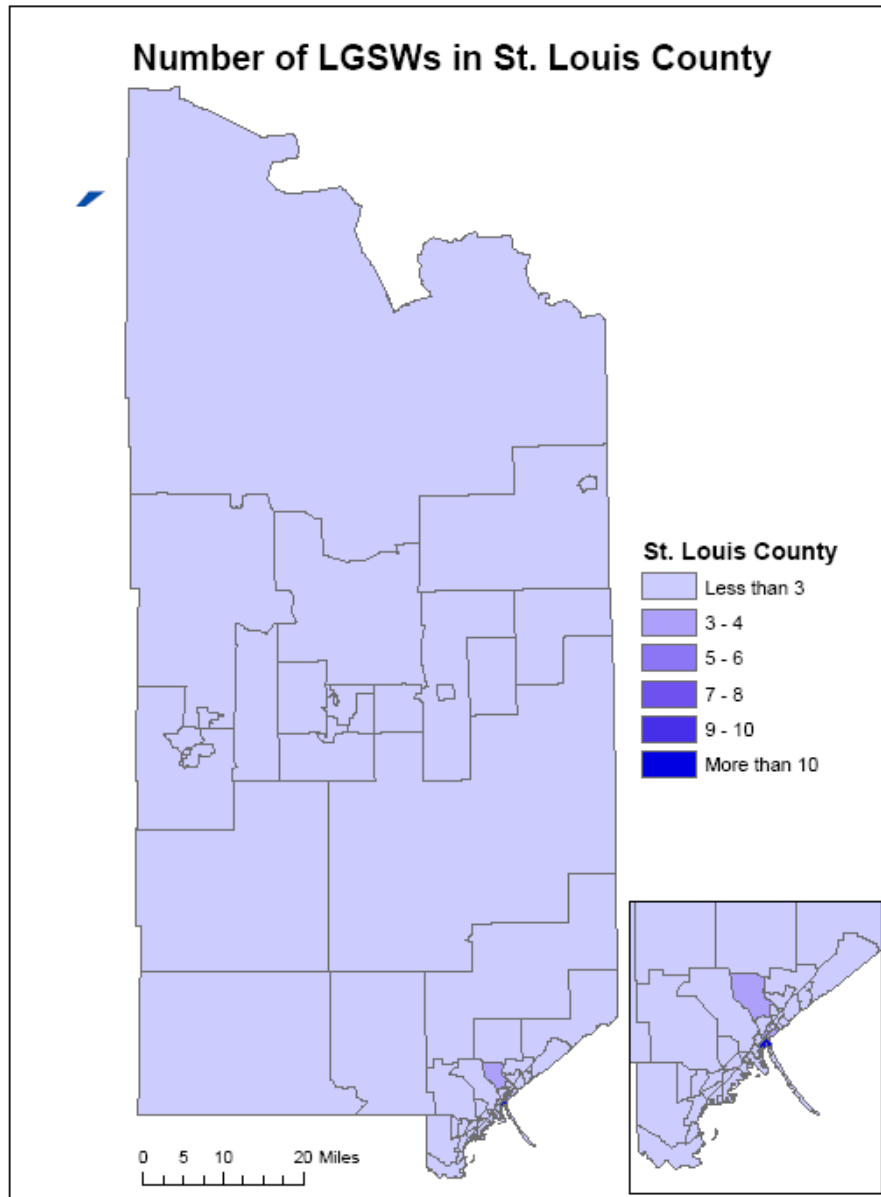 Number of LGSWs in St. Louis County
St. Louis County
Less than 3
3 - 4
5 - 6
7 - 8
9 - 10
More than 10
0 5 10 20 Miles